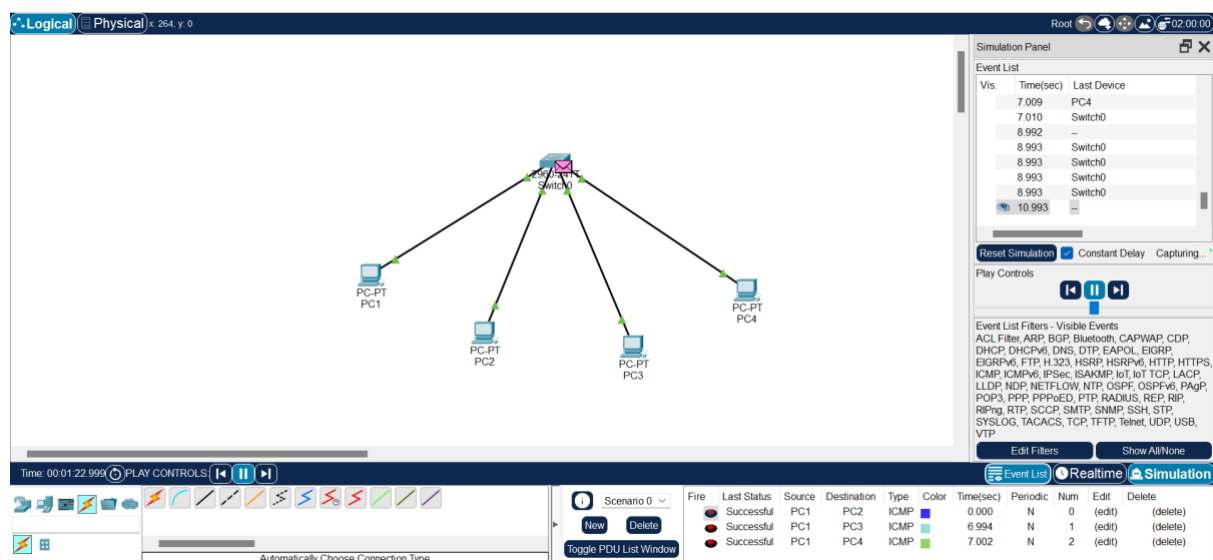 Logical Physical x: 264, y: 0
Root 02:00:00
Simulation Panel
Event List
Vis. Time(sec) Last Device
7.009 PC4
7.010 Switch0
8.992 --
8.993 Switch0
8.993 Switch0
8.993 Switch0
8.993 Switch0
10.993 --
Reset Simulation Constant Delay Capturing...
Play Controls
Event List Filters - Visible Events
ACL Filter, ARP, BGP, Bluetooth, CAPWAP, CDP,
DHCP, DHCPv6, DNS, DTP, EAPOL, EIGRP,
EIGRPv6, FTP, H.323, HSRP, HSRPv6, HTTP, HTTPS,
ICMP, ICMPv6, IPSec, ISAKMP, IoT, IoT TCP, LACP,
LLDP, NDP, NETFLOW, NTP, OSPF, OSPFv6, PAgP,
POP3, PPP, PPPoED, PTP, RADIUS, REP, RIP,
RIPng, RTP, SCCP, SMTP, SNMP, SSH, STP,
SYSLOG, TACACS, TCP, TFTP, Telnet, UDP, USB,
VTP
Edit Filters Show All/None
2960-24TT
Switch0
PC-PT
PC1
PC-PT
PC2
PC-PT
PC3
PC-PT
PC4
Time: 00:01:22.999 PLAY CONTROLS:
Event List Realtime Simulation
Automatically Choose Connection Type
Scenario 0
New Delete
Toggle PDU List Window
Fire Last Status Source Destination Type Color Time(sec) Periodic Num Edit Delete
Successful PC1 PC2 ICMP 0.000 N 0 (edit) (delete)
Successful PC1 PC3 ICMP 6.994 N 1 (edit) (delete)
Successful PC1 PC4 ICMP 7.002 N 2 (edit) (delete)